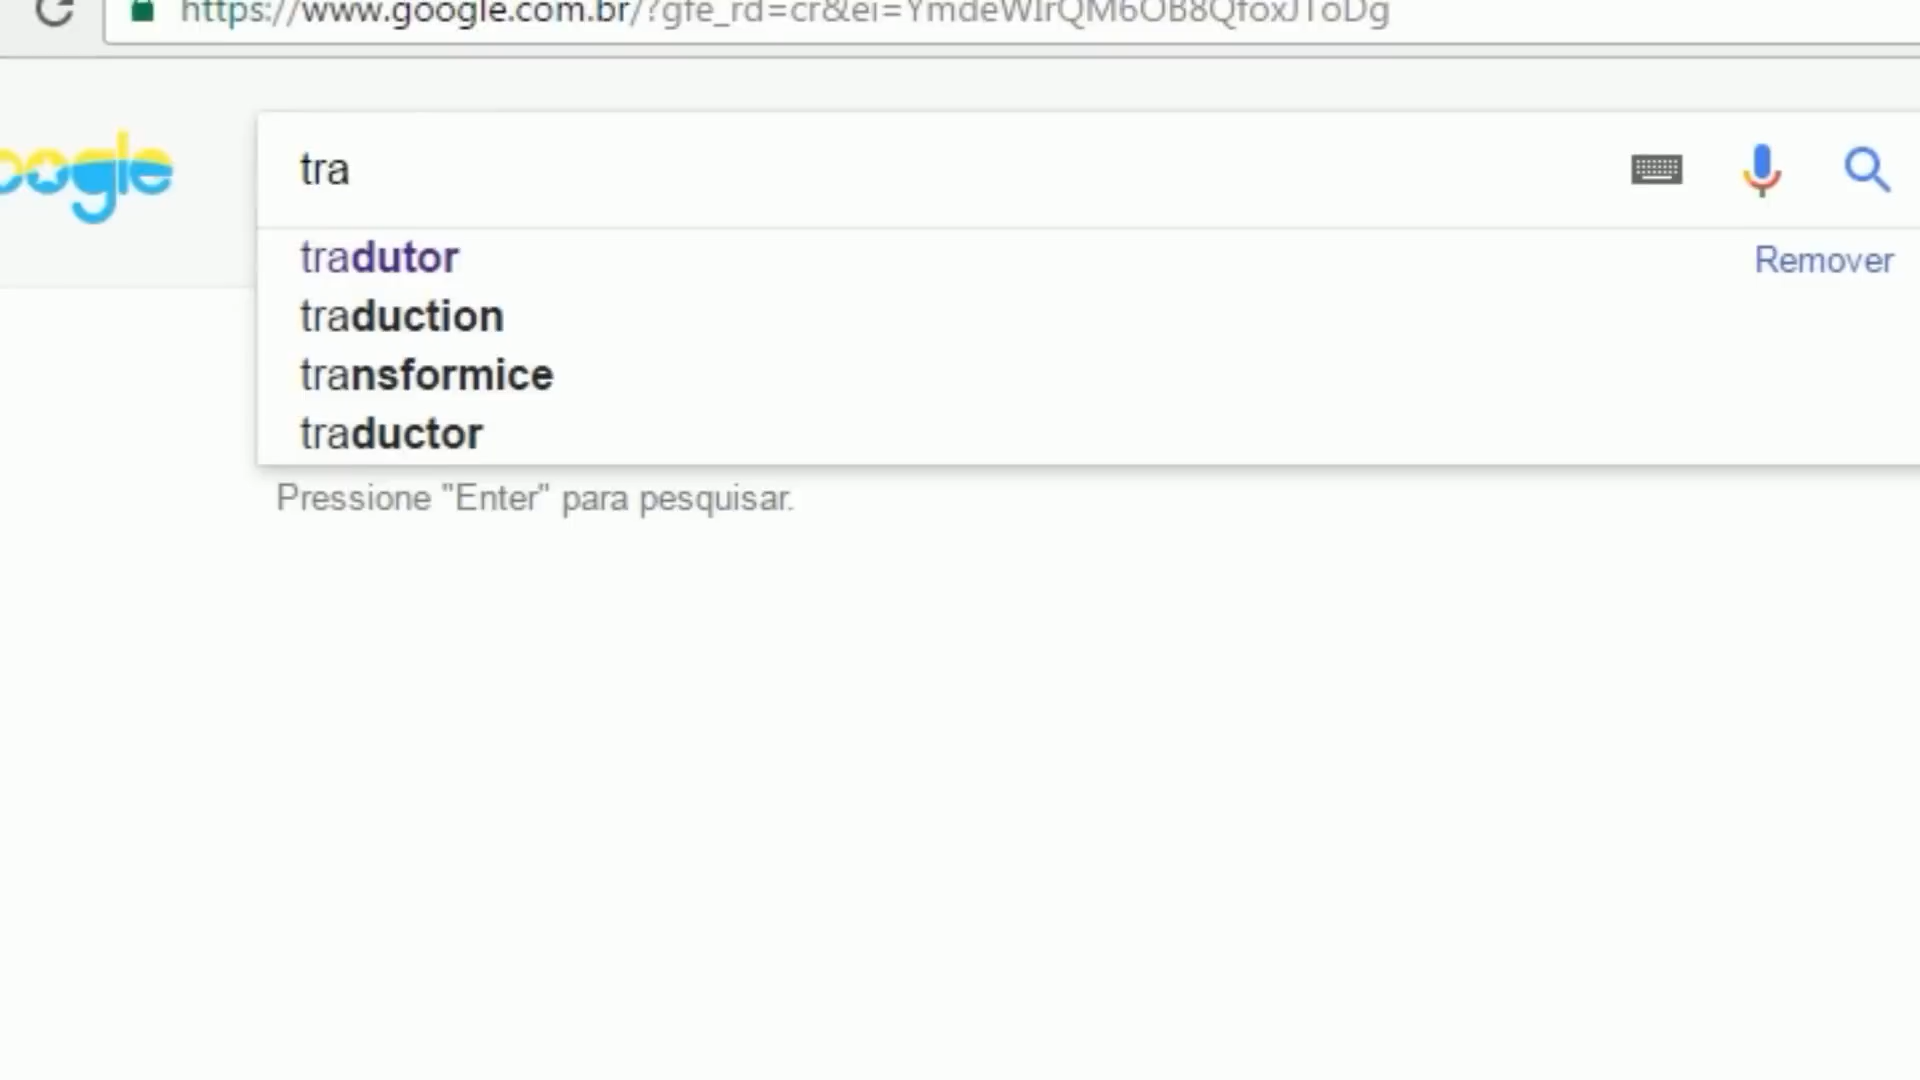 https://www.google.com.br/?gfe_rd=cr&ei=YmdeWIrQM6OB8QfoxJToDg
oogle
tra
tradutor
Remover
traduction
transformice
traductor
Pressione "Enter" para pesquisar.